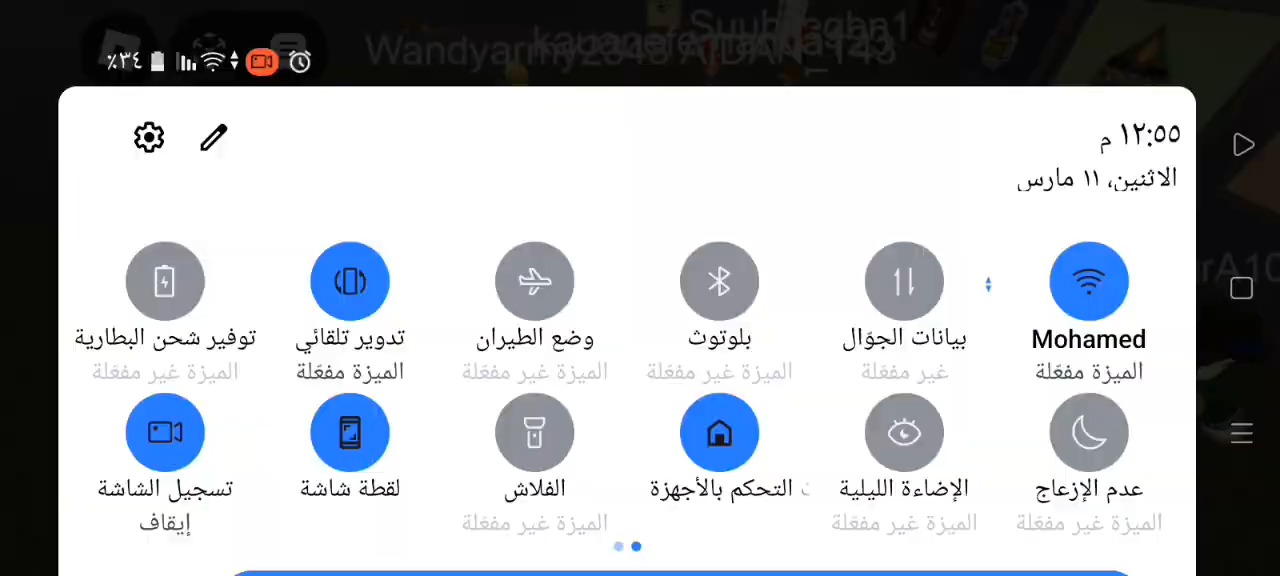 ٪٣٤
Wandyarmy2348 AIDANNa143
١٢:٥٥ م
الاثنين، ١١ مارس
Mohamed
الميزة مفعّلة
بيانات الجوّال
غير مفعّلة
بلوتوث
الميزة غير مفعّلة
وضع الطيران
الميزة غير مفعّلة
تدوير تلقائي
الميزة مفعّلة
توفير شحن البطارية
الميزة غير مفعّلة
عدم الإزعاج
الميزة غير مفعّلة
الإضاءة الليلية
الميزة غير مفعّلة
التحكم بالأجهزة
الفلاش
الميزة غير مفعّلة
لقطة شاشة
تسجيل الشاشة
إيقاف